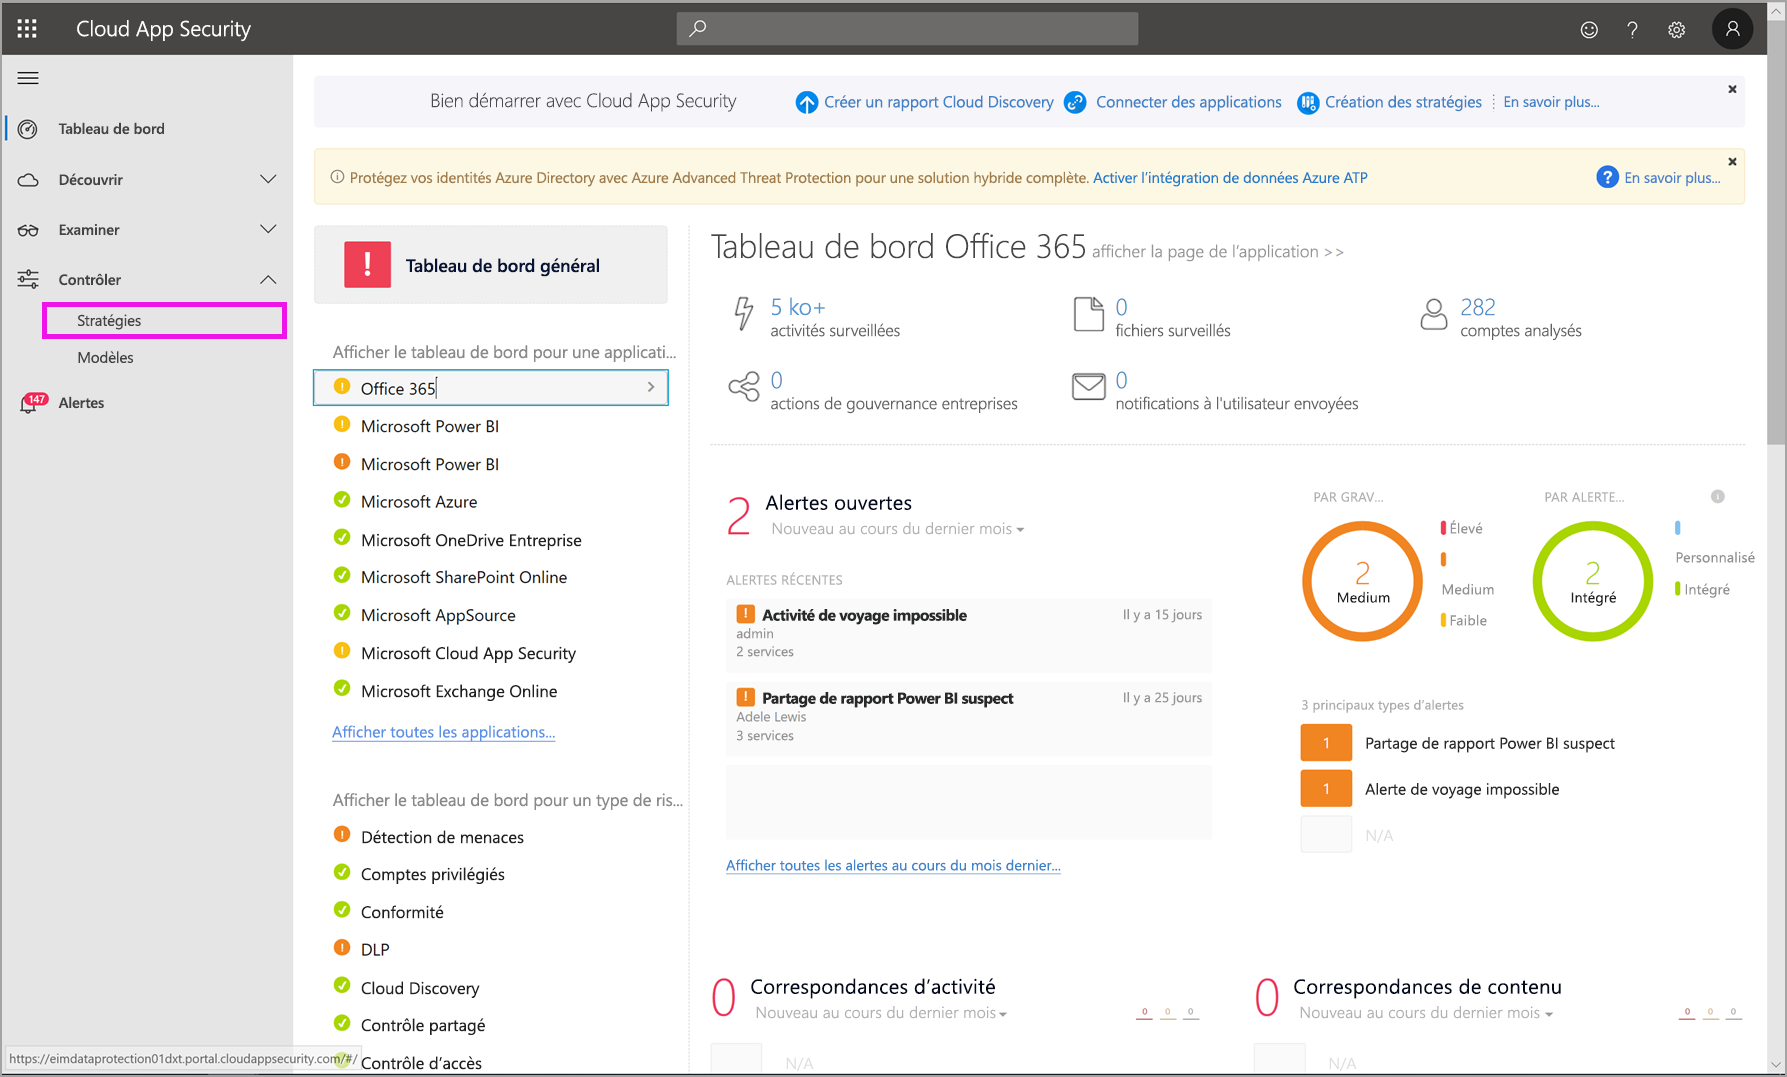 Cloud App Security
Bien démarrer avec Cloud App Security
Créer un rapport Cloud Discovery
Connecter des applications
Création des stratégies
En savoir plus...
Protégez vos identités Azure Directory avec Azure Advanced Threat Protection pour une solution hybride complète. Activer l'intégration de données Azure ATP
En savoir plus...
Tableau de bord
Découvrir
Examiner
Contrôler
Stratégies
Modèles
147
Alertes
Tableau de bord général
Afficher le tableau de bord pour une applicati...
Office 365
Microsoft Power BI
Microsoft Power BI
Microsoft Azure
Microsoft OneDrive Entreprise
Microsoft SharePoint Online
Microsoft AppSource
Microsoft Cloud App Security
Microsoft Exchange Online
Afficher toutes les applications...
Afficher le tableau de bord pour un type de ris...
Détection de menaces
Comptes privilégiés
Conformité
DLP
Cloud Discovery
Contrôle partagé
Contrôle d'accès
https://eimdataprotection01dxt.portal.cloudappsecurity.com/#/
Tableau de bord Office 365 afficher la page de l'application >>
5 ko+
activités surveillées
0
fichiers surveillés
282
comptes analysés
0
actions de gouvernance entreprises
0
notifications à l'utilisateur envoyées
2 Alertes ouvertes
Nouveau au cours du dernier mois
ALERTES RÉCENTES
Activité de voyage impossible
Il y a 15 jours
admin
2 services
Partage de rapport Power BI suspect
Il y a 25 jours
Adele Lewis
3 services
Afficher toutes les alertes au cours du mois dernier...
PAR GRAV...
2
Medium
Élevé
Medium
Faible
PAR ALERTE...
2
Intégré
Personnalisé
Intégré
3 principaux types d'alertes
1 Partage de rapport Power BI suspect
1 Alerte de voyage impossible
N/A
0 Correspondances d'activité
Nouveau au cours du dernier mois
0 0 0
N/A
0 Correspondances de contenu
Nouveau au cours du dernier mois
0 0 0
N/A